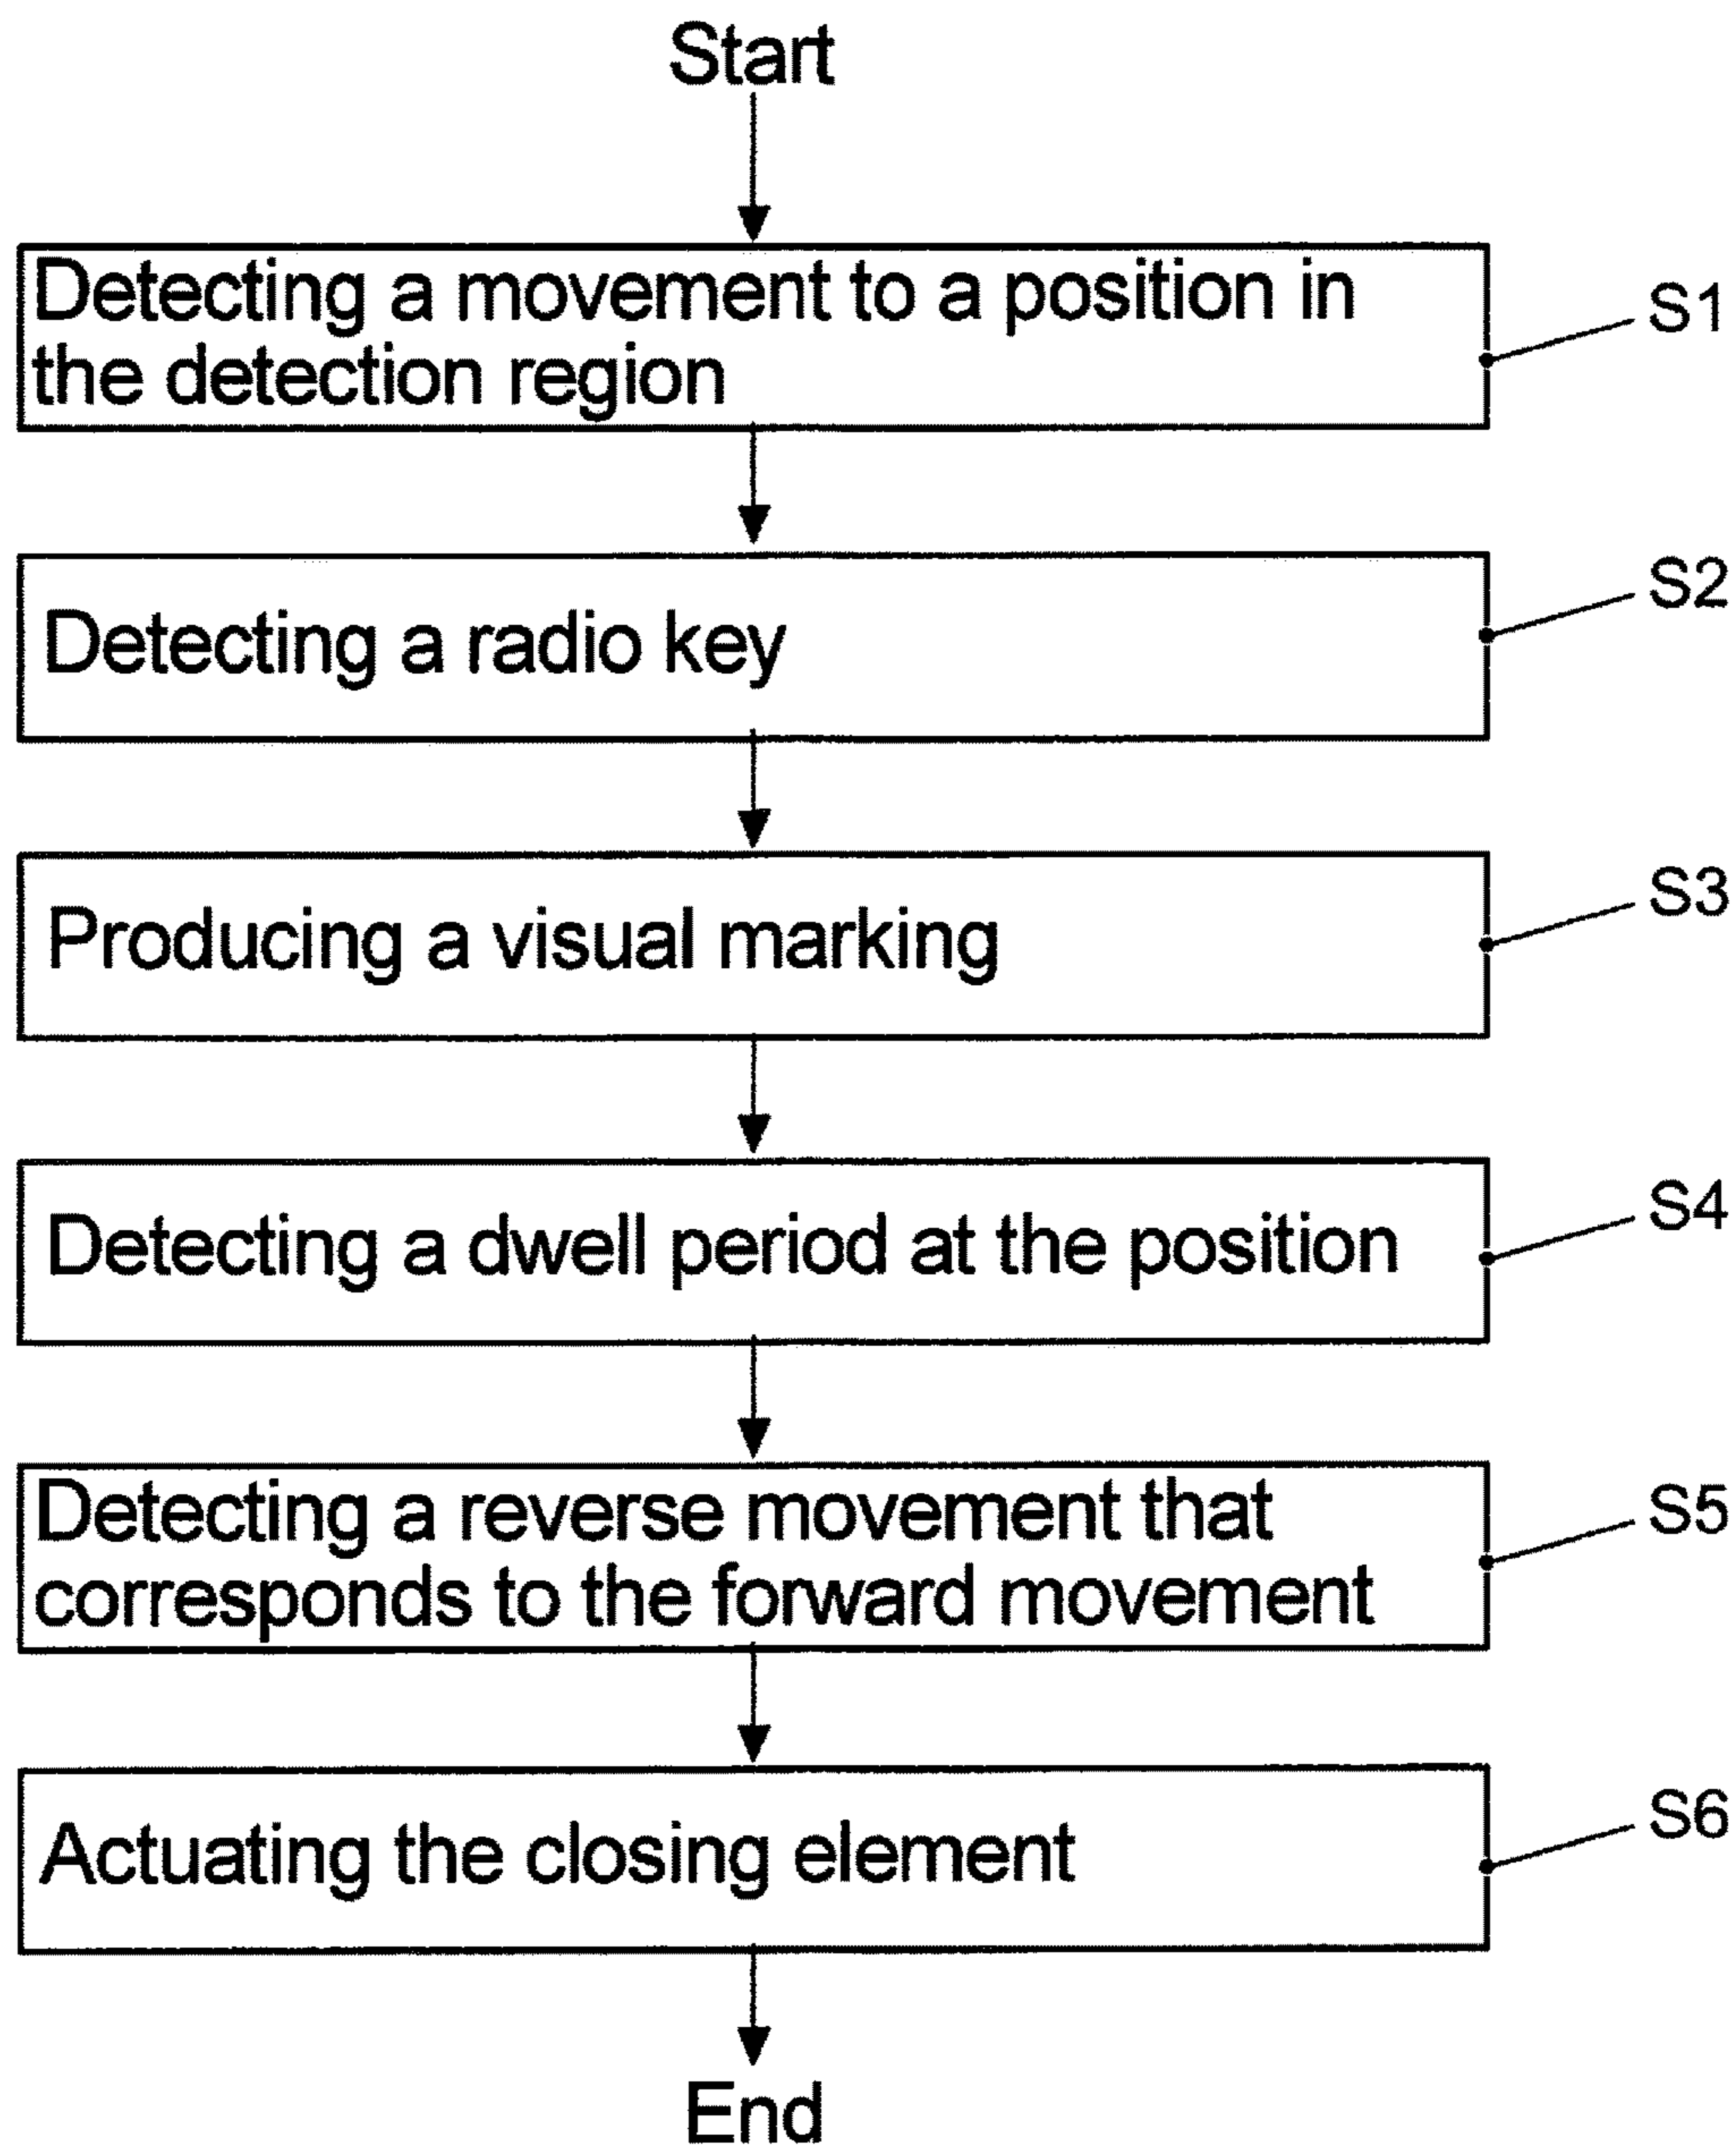 Start
Detecting a movement to a position in
the detection region
S1
Detecting a radio key
S2
Producing a visual marking
S3
Detecting a dwell period at the position
S4
Detecting a reverse movement that
corresponds to the forward movement
S5
Actuating the closing element
S6
End